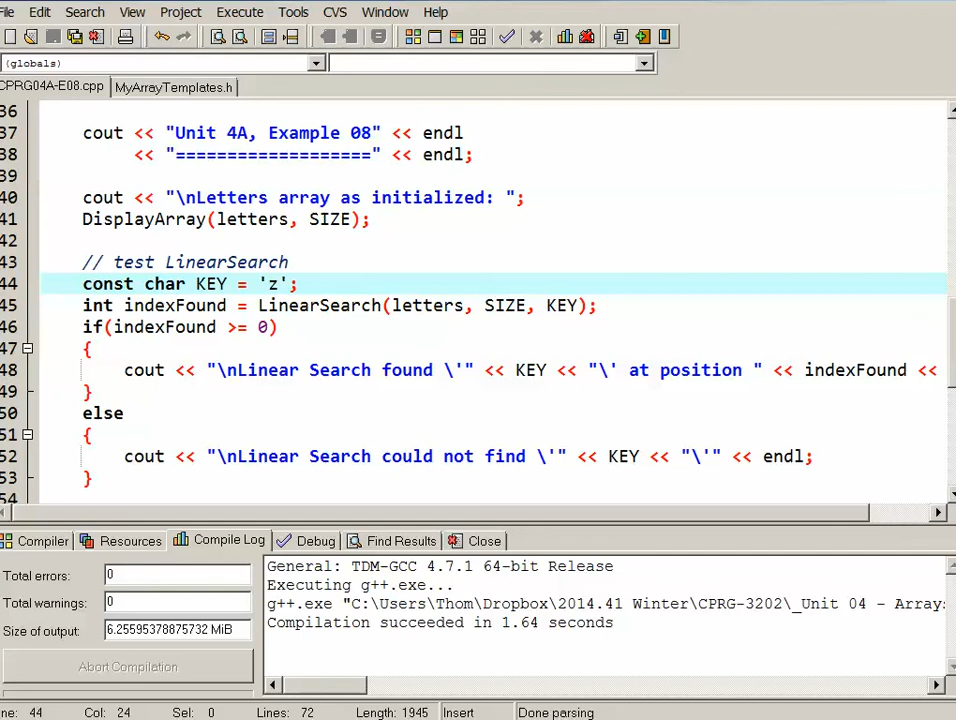 File Edit Search View Project Execute Tools CVS Window Help
(globals)
CPRG04A-E08.cpp MyArrayTemplates.h
36
37 cout << "Unit 4A, Example 08" << endl
38 << "===================" << endl;
39
40 cout << "\nLetters array as initialized: ";
41 DisplayArray(letters, SIZE);
42
43 // test LinearSearch
44 const char KEY = 'z';
45 int indexFound = LinearSearch(letters, SIZE, KEY);
46 if(indexFound >= 0)
47 {
48 cout << "\nLinear Search found \'" << KEY << "\' at position " << indexFound <<
49 }
50 else
51 {
52 cout << "\nLinear Search could not find \'" << KEY << "\'" << endl;
53 }
54
Compiler Resources Compile Log Debug Find Results Close
Total errors: 0
Total warnings: 0
Size of output: 6.25595378875732 MiB
Abort Compilation
General: TDM-GCC 4.7.1 64-bit Release
Executing g++.exe...
g++.exe "C:\Users\Thom\Dropbox\2014.41 Winter\CPRG-3202\_Unit 04 - Arrays
Compilation succeeded in 1.64 seconds
ne: 44 Col: 24 Sel: 0 Lines: 72 Length: 1945 Insert Done parsing